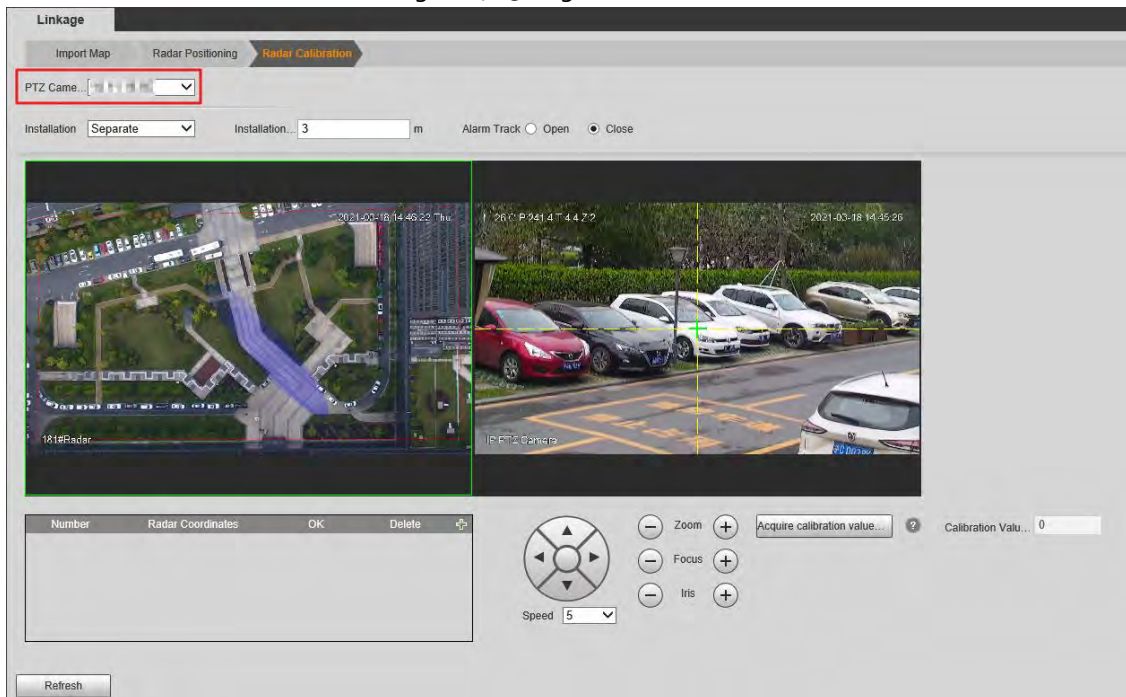 Linkage
Import Map Radar Positioning Radar Calibration
PTZ Came...
Installation Separate Installation... 3 m Alarm Track Open Close
2021-03-18 14:46:22 Thu
2021-03-18 14:45:26
181#Radar
IP PTZ Camera
Number Radar Coordinates OK Delete
Zoom
Acquire calibration value...
Calibration Valu... 0
Focus
Iris
Speed 5
Refresh